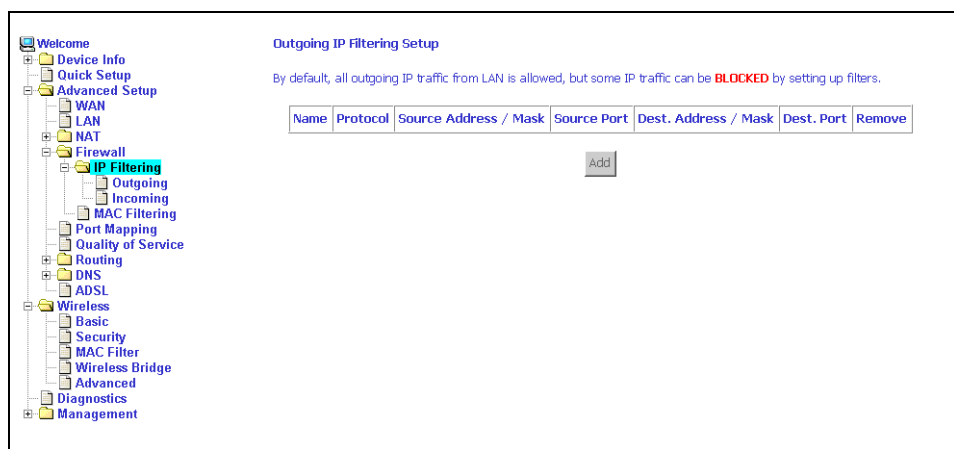 Welcome
Device Info
Quick Setup
Advanced Setup
WAN
LAN
NAT
Firewall
IP Filtering
Outgoing
Incoming
MAC Filtering
Port Mapping
Quality of Service
Routing
DNS
ADSL
Wireless
Basic
Security
MAC Filter
Wireless Bridge
Advanced
Diagnostics
Management
Outgoing IP Filtering Setup
By default, all outgoing IP traffic from LAN is allowed, but some IP traffic can be BLOCKED by setting up filters.
Name Protocol Source Address / Mask Source Port Dest. Address / Mask Dest. Port Remove
Add